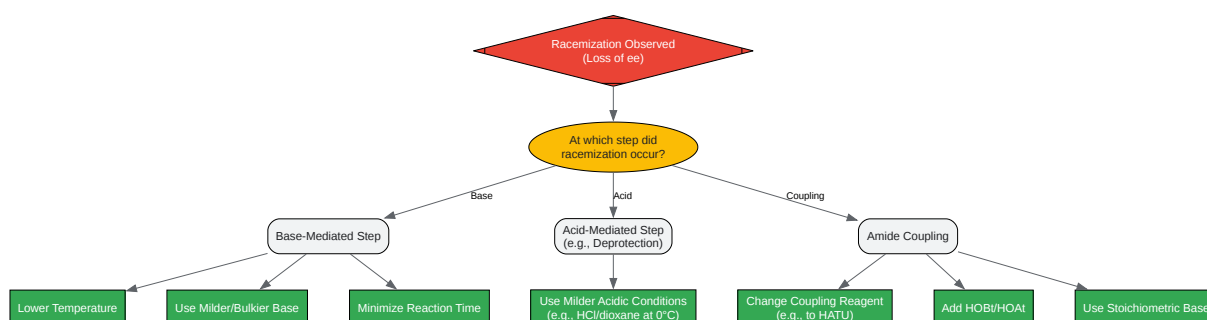 Racemization Observed
(Loss of ee)
At which step did
racemization occur?
Base
Acid
Coupling
Base-Mediated Step
Acid-Mediated Step
(e.g., Deprotection)
Amide Coupling
Lower Temperature
Use Milder/Bulkier Base
Minimize Reaction Time
Use Milder Acidic Conditions
(e.g., HCl/dioxane at 0°C)
Change Coupling Reagent
(e.g., to HATU)
Add HOBt/HOAt
Use Stoichiometric Base